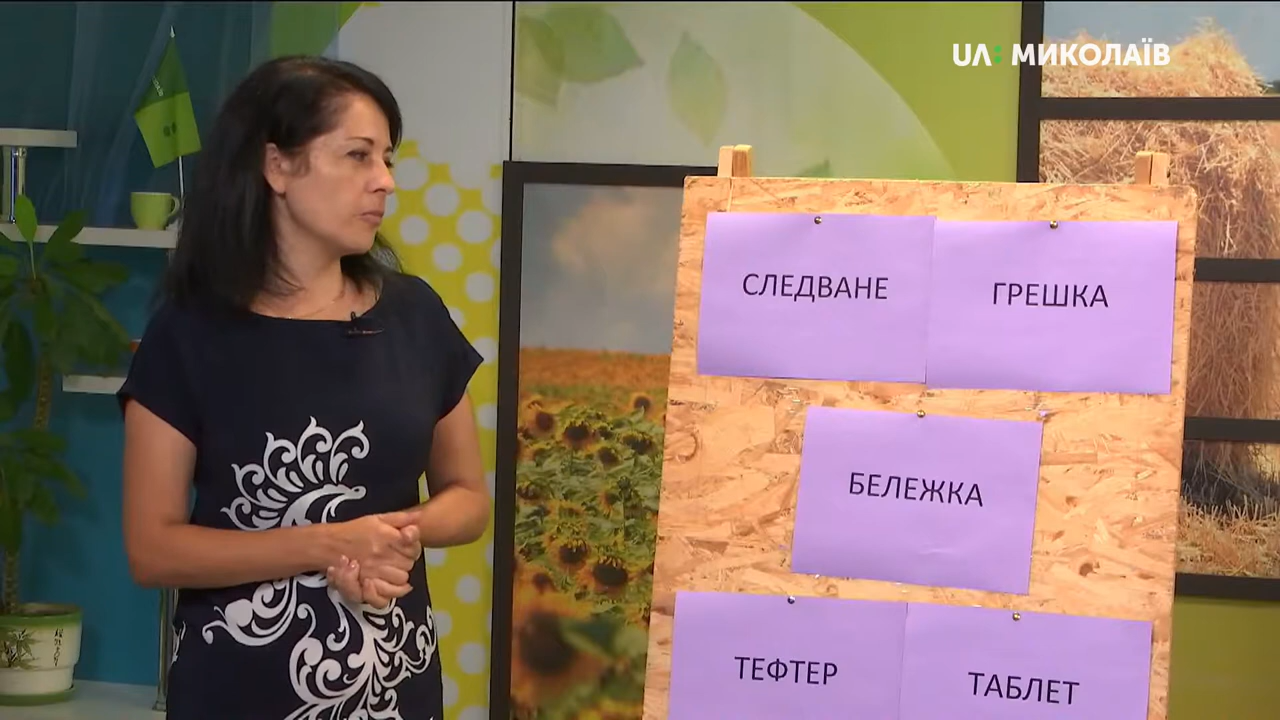 UA: МИКОЛАЇВ
СЛЕДВАНЕ
ГРЕШКА
БЕЛЕЖКА
ТЕФТЕР
ТАБЛЕТ